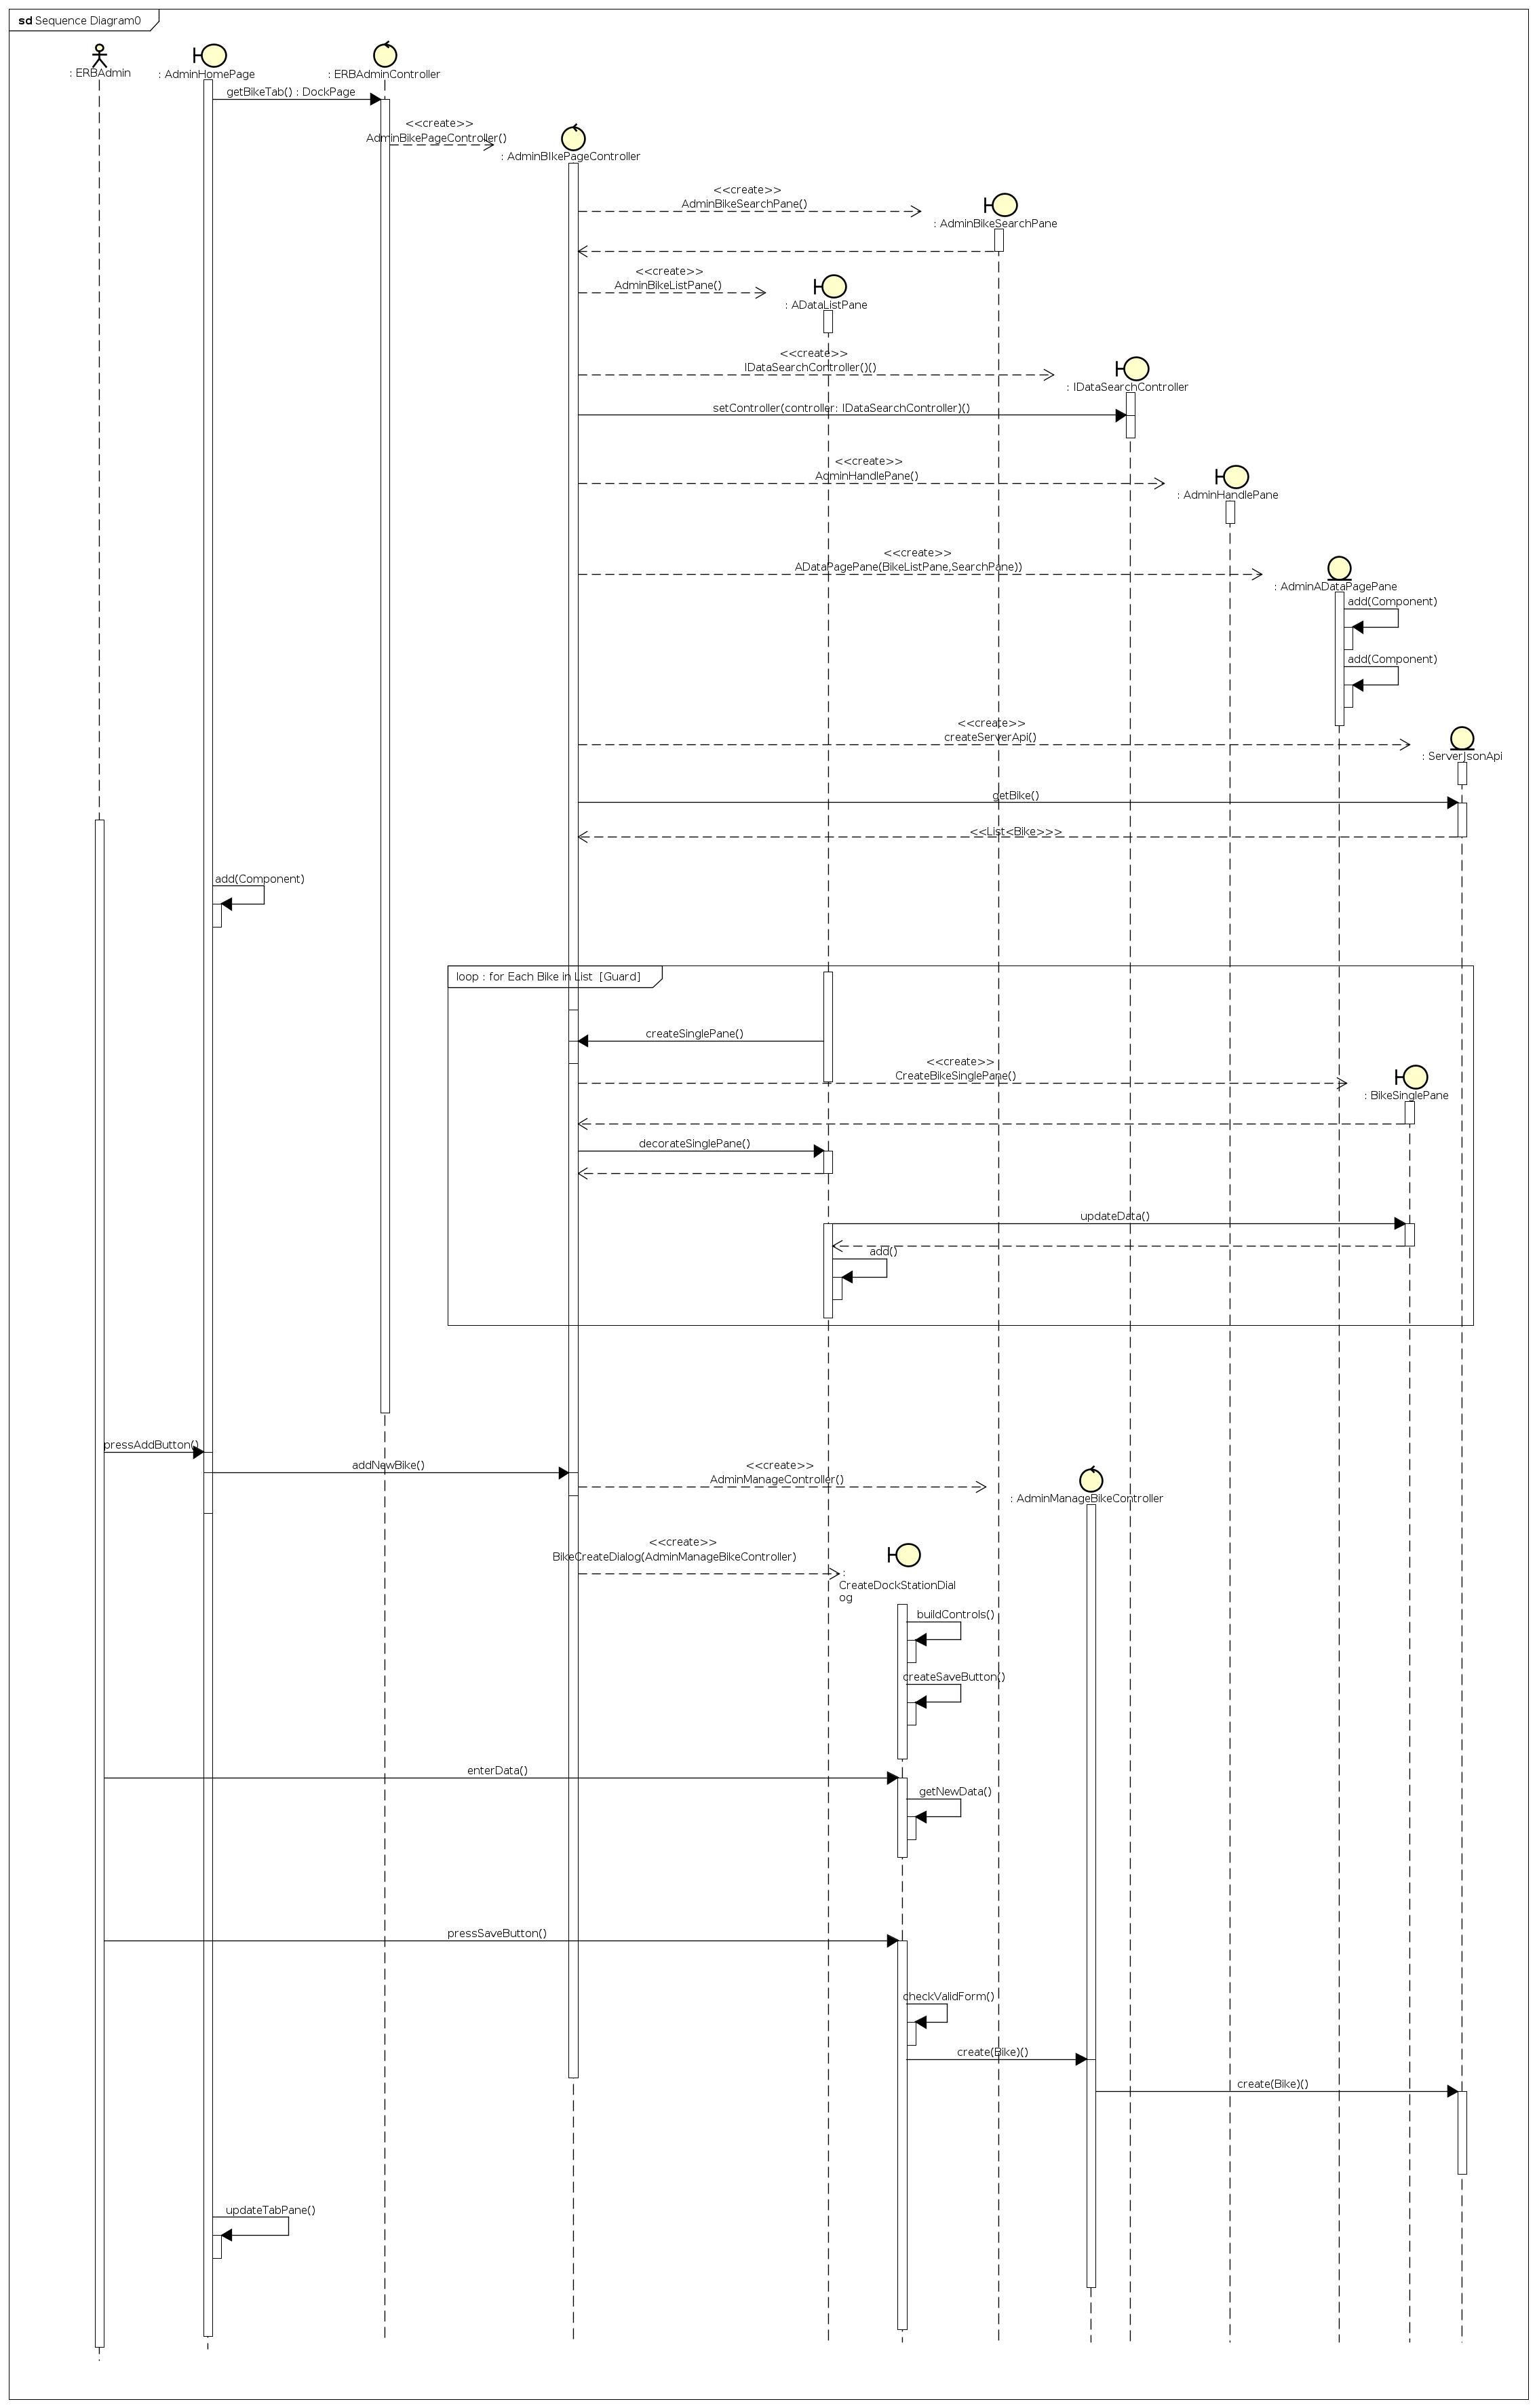 sd Sequence Diagram0
: ERBAdmin
: AdminHomePage
: ERBAdminController
getBikeTab() : DockPage
<<create>>
AdminBikePageController()
: AdminBIkePageController
<<create>>
AdminBikeSearchPane()
: AdminBikeSearchPane
<<create>>
AdminBikeListPane()
: ADataListPane
<<create>>
IDataSearchController()()
: IDataSearchController
setController(controller: IDataSearchController)()
<<create>>
AdminHandlePane()
: AdminHandlePane
<<create>>
ADataPagePane(BikeListPane,SearchPane))
: AdminADataPagePane
add(Component)
add(Component)
<<create>>
createServerApi()
: ServerJsonApi
getBike()
<<List<Bike>>>
add(Component)
loop : for Each Bike in List [Guard]
createSinglePane()
<<create>>
CreateBikeSinglePane()
: BikeSinglePane
decorateSinglePane()
updateData()
add()
pressAddButton()
addNewBike()
<<create>>
AdminManageController()
: AdminManageBikeController
<<create>>
BikeCreateDialog(AdminManageBikeController)
:
CreateDockStationDial
og
buildControls()
createSaveButton()
enterData()
getNewData()
pressSaveButton()
checkValidForm()
create(Bike)()
create(Bike)()
updateTabPane()